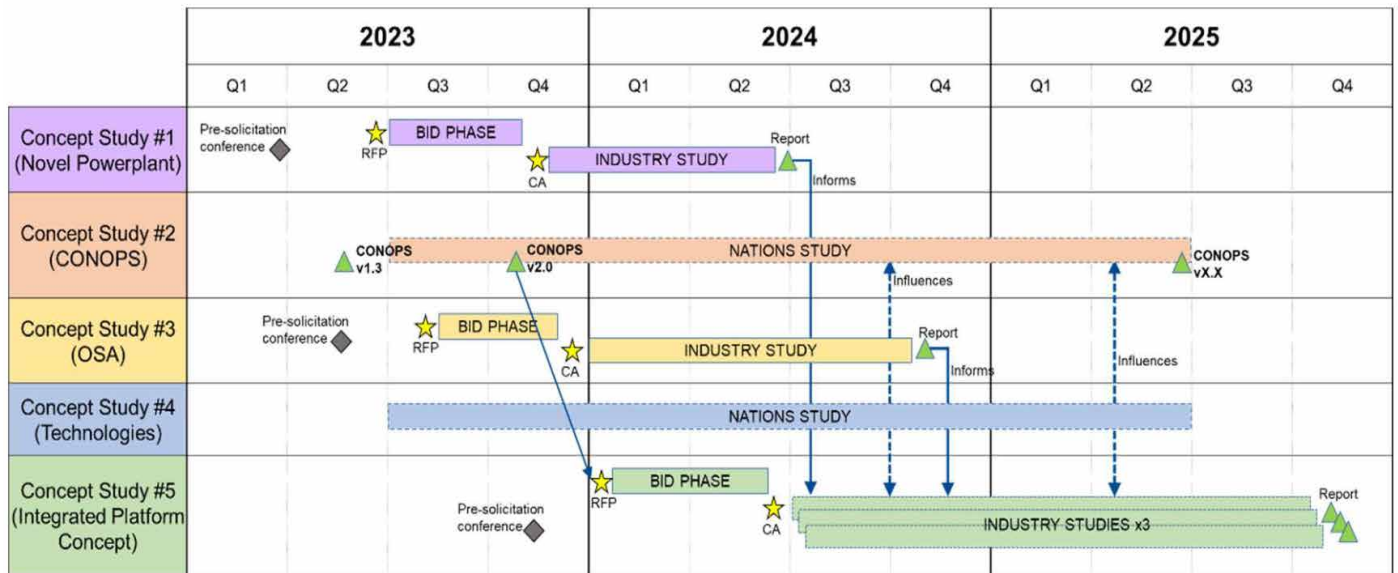 2023
2024
2025
Q1
Q2
Q3
Q4
Q1
Q2
Q3
Q4
Q1
Q2
Q3
Q4
Concept Study #1
(Novel Powerplant)
Pre-solicitation
conference
RFP
BID PHASE
CA
INDUSTRY STUDY
Report
Informs
Concept Study #2
(CONOPS)
CONOPS
v1.3
CONOPS
v2.0
NATIONS STUDY
CONOPS
vX.X
Influences
Concept Study #3
(OSA)
Pre-solicitation
conference
RFP
BID PHASE
CA
INDUSTRY STUDY
Report
Informs
Influences
Concept Study #4
(Technologies)
NATIONS STUDY
Concept Study #5
(Integrated Platform
Concept)
Pre-solicitation
conference
RFP
BID PHASE
CA
INDUSTRY STUDIES x3
Report